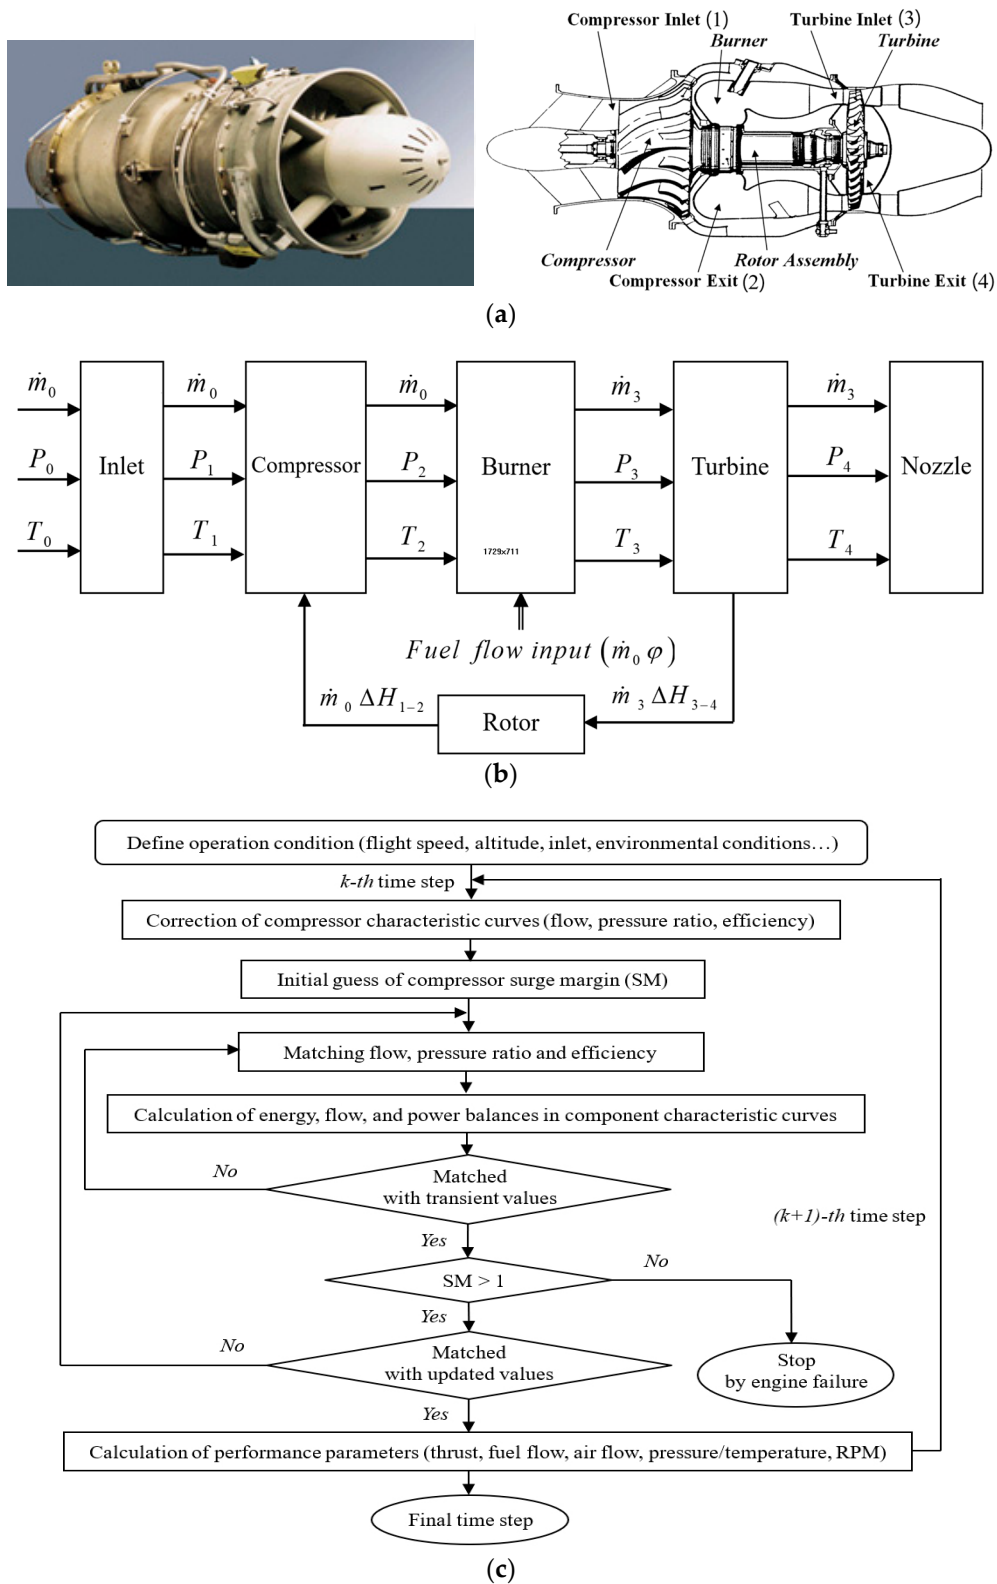 Compressor Inlet (1)
Turbine Inlet (3)
Burner
Turbine
Compressor
Rotor Assembly
Compressor Exit (2)
Turbine Exit (4)
(a)
ṁ₀ ṁ₀ ṁ₀ ṁ₃ ṁ₃
P₀ Inlet P₁ Compressor P₂ Burner P₃ Turbine P₄ Nozzle
T₀ T₁ T₂ T₃ T₄
1729x711
Fuel flow input (ṁ₀ φ)
ṁ₀ ΔH₁₋₂ Rotor ṁ₃ ΔH₃₋₄
(b)
Define operation condition (flight speed, altitude, inlet, environmental conditions…)
k-th time step
Correction of compressor characteristic curves (flow, pressure ratio, efficiency)
Initial guess of compressor surge margin (SM)
Matching flow, pressure ratio and efficiency
Calculation of energy, flow, and power balances in component characteristic curves
No
Matched
with transient values
(k+1)-th time step
Yes
SM > 1
No
Yes
No
Matched
with updated values
Stop
by engine failure
Yes
Calculation of performance parameters (thrust, fuel flow, air flow, pressure/temperature, RPM)
Final time step
(c)